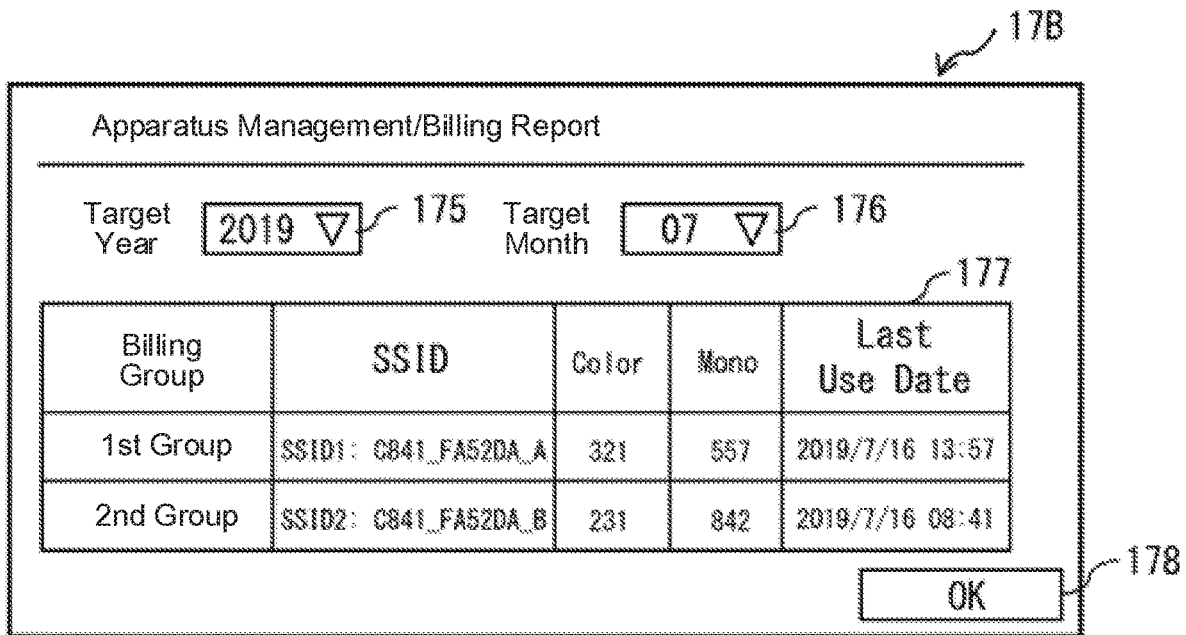 17B
Apparatus Management/Billing Report
Target Year 2019 ▽ 175 Target Month 07 ▽ 176
177
Billing Group SSID Color Mono Last Use Date
1st Group SSID1: C841_FA52DA_A 321 557 2019/7/16 13:57
2nd Group SSID2: C841_FA52DA_B 231 842 2019/7/16 08:41
OK 178